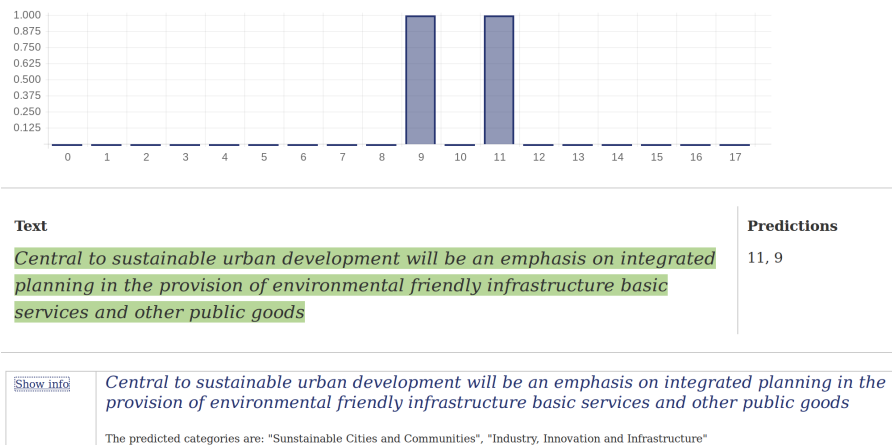 1.000
0.875
0.750
0.625
0.500
0.375
0.250
0.125
0 1 2 3 4 5 6 7 8 9 10 11 12 13 14 15 16 17
Text
Predictions
Central to sustainable urban development will be an emphasis on integrated
planning in the provision of environmental friendly infrastructure basic
services and other public goods
11, 9
Show info
Central to sustainable urban development will be an emphasis on integrated planning in the
provision of environmental friendly infrastructure basic services and other public goods
The predicted categories are: "Sunstainable Cities and Communities", "Industry, Innovation and Infrastructure"